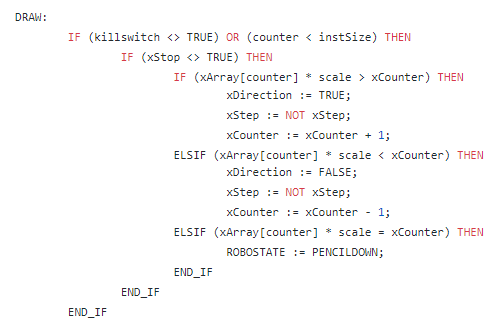 DRAW:
IF (killswitch <> TRUE) OR (counter < instSize) THEN
IF (xStop <> TRUE) THEN
IF (xArray[counter] * scale > xCounter) THEN
xDirection := TRUE;
xStep := NOT xStep;
xCounter := xCounter + 1;
ELSIF (xArray[counter] * scale < xCounter) THEN
xDirection := FALSE;
xStep := NOT xStep;
xCounter := xCounter - 1;
ELSIF (xArray[counter] * scale = xCounter) THEN
ROBOSTATE := PENCILDOWN;
END_IF
END_IF
END_IF